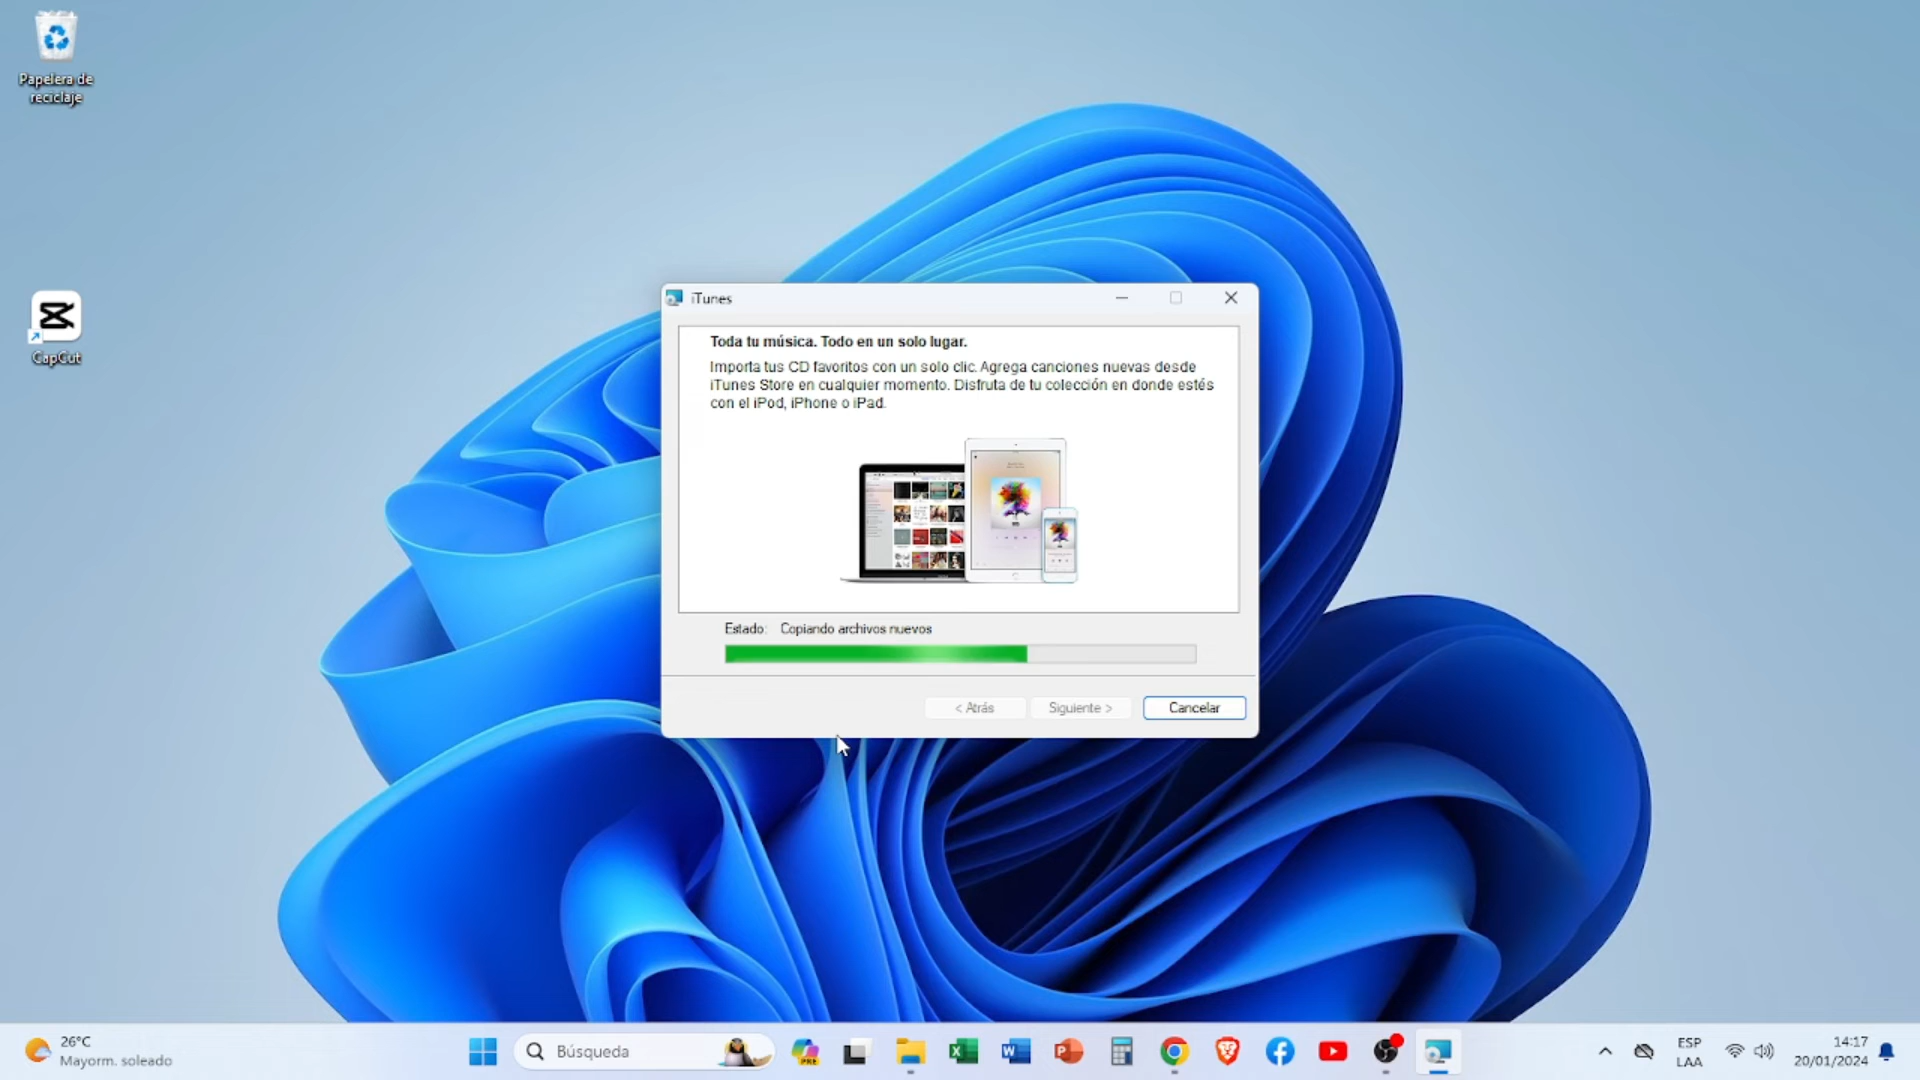 Papelera de
reciclaje
CapCut
iTunes
Toda tu música. Todo en un solo lugar.
Importa tus CD favoritos con un solo clic. Agrega canciones nuevas desde
iTunes Store en cualquier momento. Disfruta de tu colección en donde estés
con el iPod, iPhone o iPad.
Estado: Copiando archivos nuevos
< Atrás
Siguiente >
Cancelar
26°C
Mayorm. soleado
Búsqueda
PRE
ESP
LAA
14:17
20/01/2024